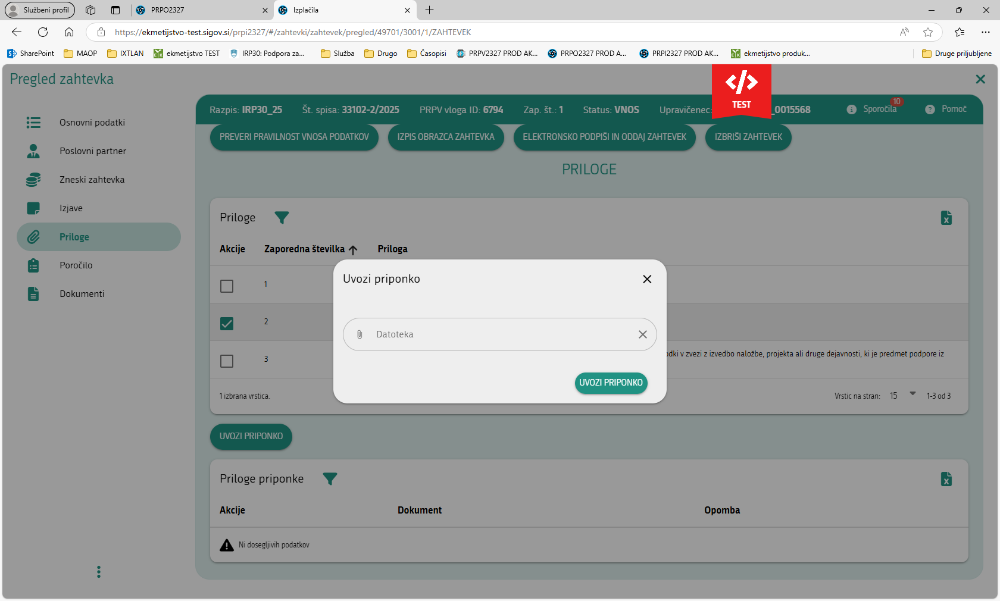 Službeni profil
PRPO2327
Izplačila
https://ekmetijstvo-test.sigov.si/prpi2327/#/zahtevki/zahtevek/pregled/49701/3001/1/ZAHTEVEK
SharePoint
MAOP
IXTLAN
ekmetijstvo TEST
IRP30: Podpora za...
Služba
Drugo
Časopisi
PRPV2327 PROD AK...
PRPO2327 PROD A...
PRPI2327 PROD AK...
ekmetijstvo produk...
Druge priljubljene
Pregled zahtevka
TEST
Razpis: IRP30_25
Št. spisa: 33102-2/2025
PRPV vloga ID: 6794
Zap. št.: 1
Status: VNOS
Upravičenec:
_0015568
Sporočila
10
Pomoč
Osnovni podatki
Poslovni partner
Zneski zahtevka
Izjave
Priloge
Poročilo
Dokumenti
PREVERI PRAVILNOST VNOSA PODATKOV
IZPIS OBRAZCA ZAHTEVKA
ELEKTRONSKO PODPIŠI IN ODDAJ ZAHTEVEK
IZBRIŠI ZAHTEVEK
PRILOGE
Priloge
Akcije
Zaporedna številka
Priloga
1
2
3
odki v zvezi z izvedbo naložbe, projekta ali druge dejavnosti, ki je predmet podpore iz
1 izbrana vrstica.
Vrstic na stran:
15
1-3 od 3
Uvozi priponko
Datoteka
UVOZI PRIPONKO
UVOZI PRIPONKO
Priloge priponke
Akcije
Dokument
Opomba
Ni dosegljivih podatkov